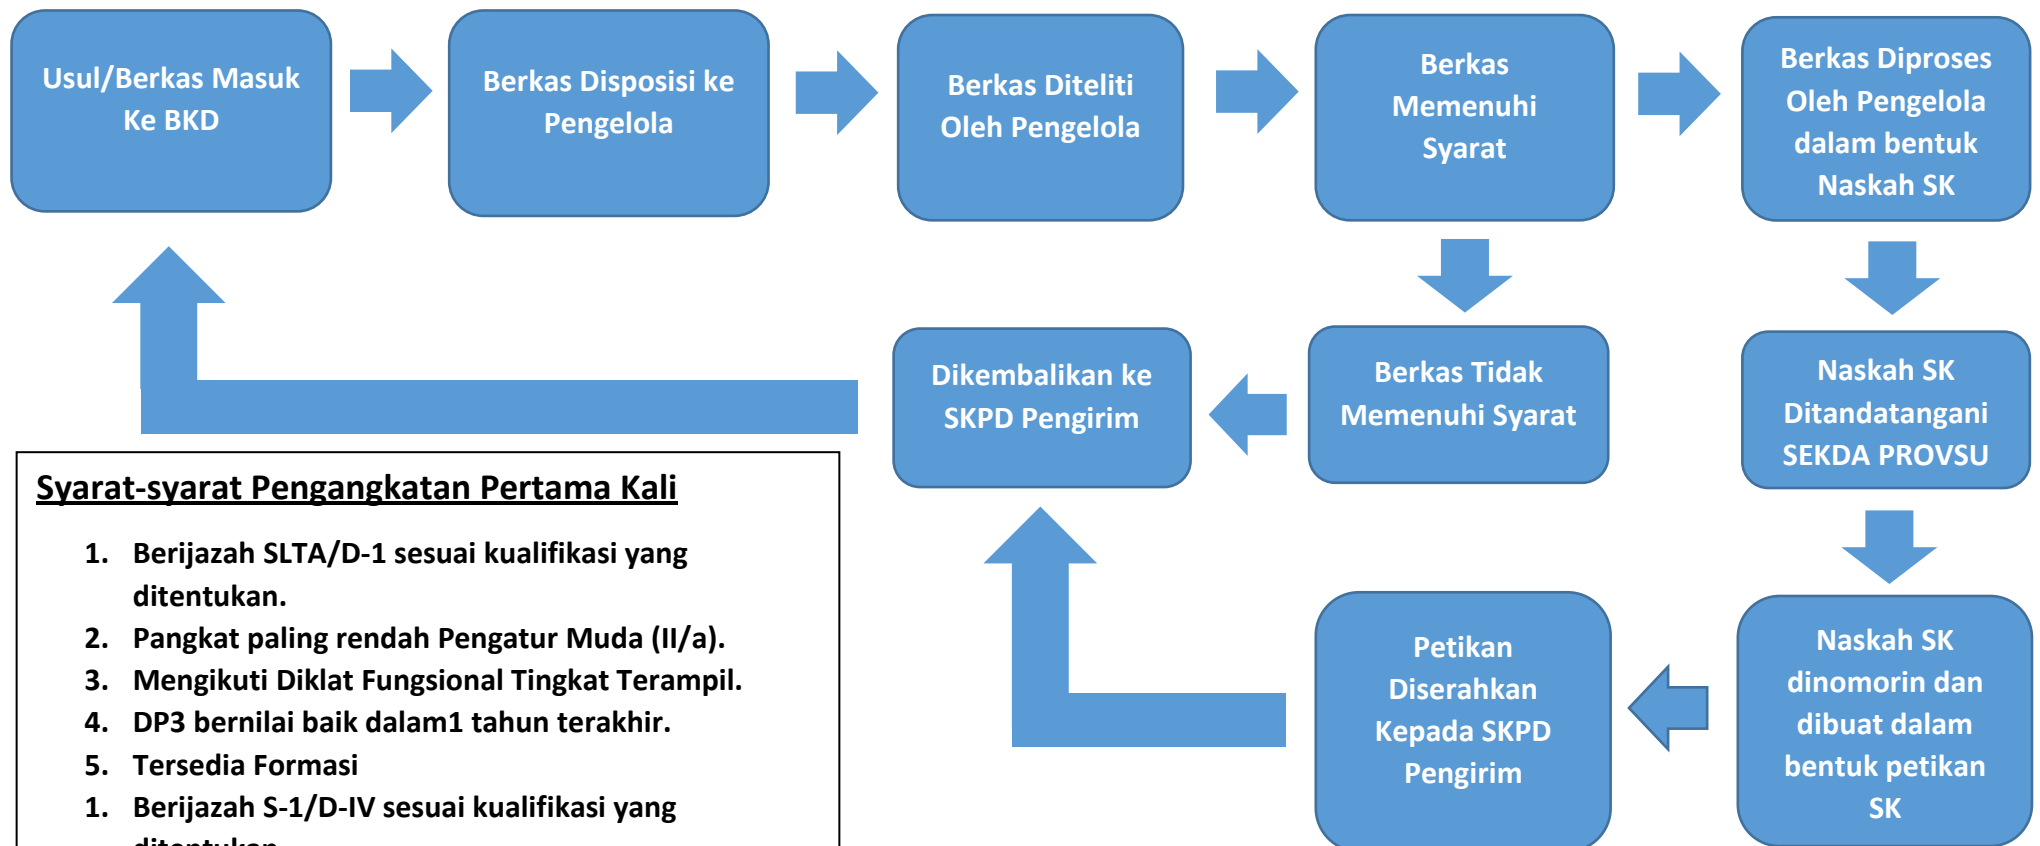 Usul/Berkas Masuk
Ke BKD
Berkas Disposisi ke
Pengelola
Berkas Diteliti
Oleh Pengelola
Berkas
Memenuhi
Syarat
Berkas Diproses
Oleh Pengelola
dalam bentuk
Naskah SK
Dikembalikan ke
SKPD Pengirim
Berkas Tidak
Memenuhi Syarat
Naskah SK
Ditandatangani
SEKDA PROVSU
Petikan
Diserahkan
Kepada SKPD
Pengirim
Naskah SK
dinomorin dan
dibuat dalam
bentuk petikan
SK
Syarat-syarat Pengangkatan Pertama Kali
1. Berijazah SLTA/D-1 sesuai kualifikasi yang
ditentukan.
2. Pangkat paling rendah Pengatur Muda (II/a).
3. Mengikuti Diklat Fungsional Tingkat Terampil.
4. DP3 bernilai baik dalam1 tahun terakhir.
5. Tersedia Formasi
1. Berijazah S-1/D-IV sesuai kualifikasi yang